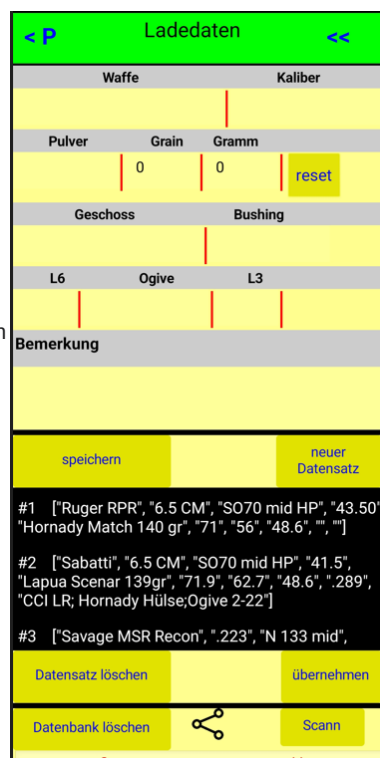 < P Ladedaten <<
Waffe Kaliber
Pulver Grain Gramm
0 0 reset
Geschoss Bushing
L6 Ogive L3
Bemerkung
speichern neuer
Datensatz
#1 ["Ruger RPR", "6.5 CM", "SO70 mid HP", "43.50"
"Hornady Match 140 gr", "71", "56", "48.6", "", ""]
#2 ["Sabatti", "6.5 CM", "SO70 mid HP", "41.5",
"Lapua Scenar 139gr", "71.9", "62.7", "48.6", ".289",
"CCI LR; Hornady Hülse;Ogive 2-22"]
#3 ["Savage MSR Recon", ".223", "N 133 mid",
Datensatz löschen übernehmen
Datenbank löschen Scann